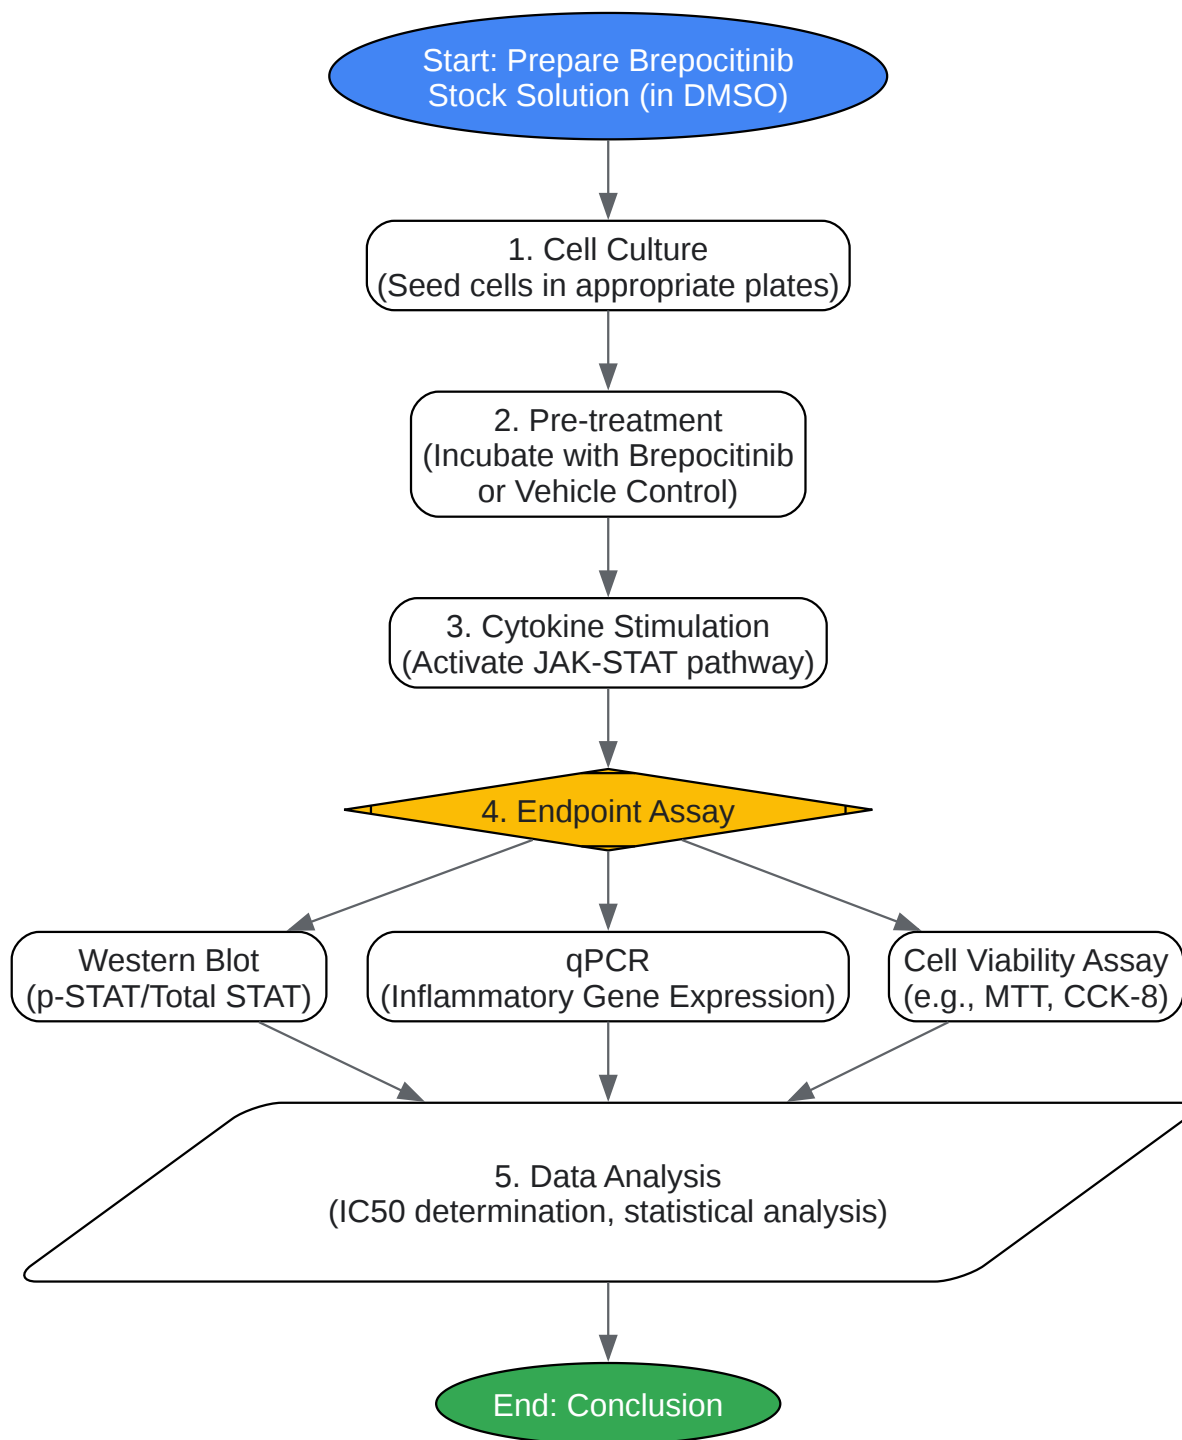 Start: Prepare Brepocitinib
Stock Solution (in DMSO)
1. Cell Culture
(Seed cells in appropriate plates)
2. Pre-treatment
(Incubate with Brepocitinib
or Vehicle Control)
3. Cytokine Stimulation
(Activate JAK-STAT pathway)
4. Endpoint Assay
Western Blot
(p-STAT/Total STAT)
qPCR
(Inflammatory Gene Expression)
Cell Viability Assay
(e.g., MTT, CCK-8)
5. Data Analysis
(IC50 determination, statistical analysis)
End: Conclusion